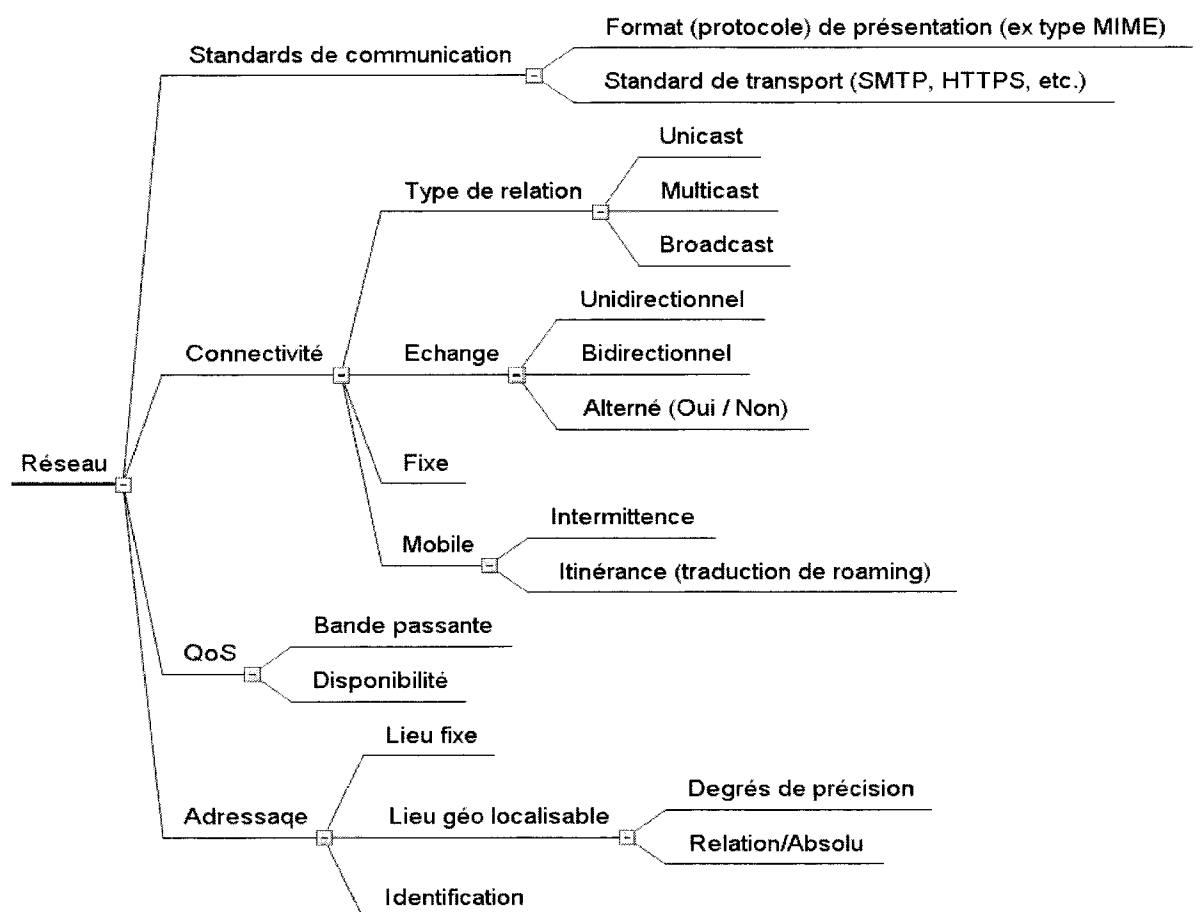 Format (protocole) de présentation (ex type MIME)
Standards de communication
Standard de transport (SMTP, HTTPS, etc.)
Unicast
Type de relation
Multicast
Broadcast
Unidirectionnel
Connectivité
Echange
Bidirectionnel
Alterné (Oui / Non)
Réseau
Fixe
Intermittence
Mobile
Itinérance (traduction de roaming)
Bande passante
QoS
Disponibilité
Lieu fixe
Degrés de précision
Adressage
Lieu géo localisable
Relation/Absolu
Identification